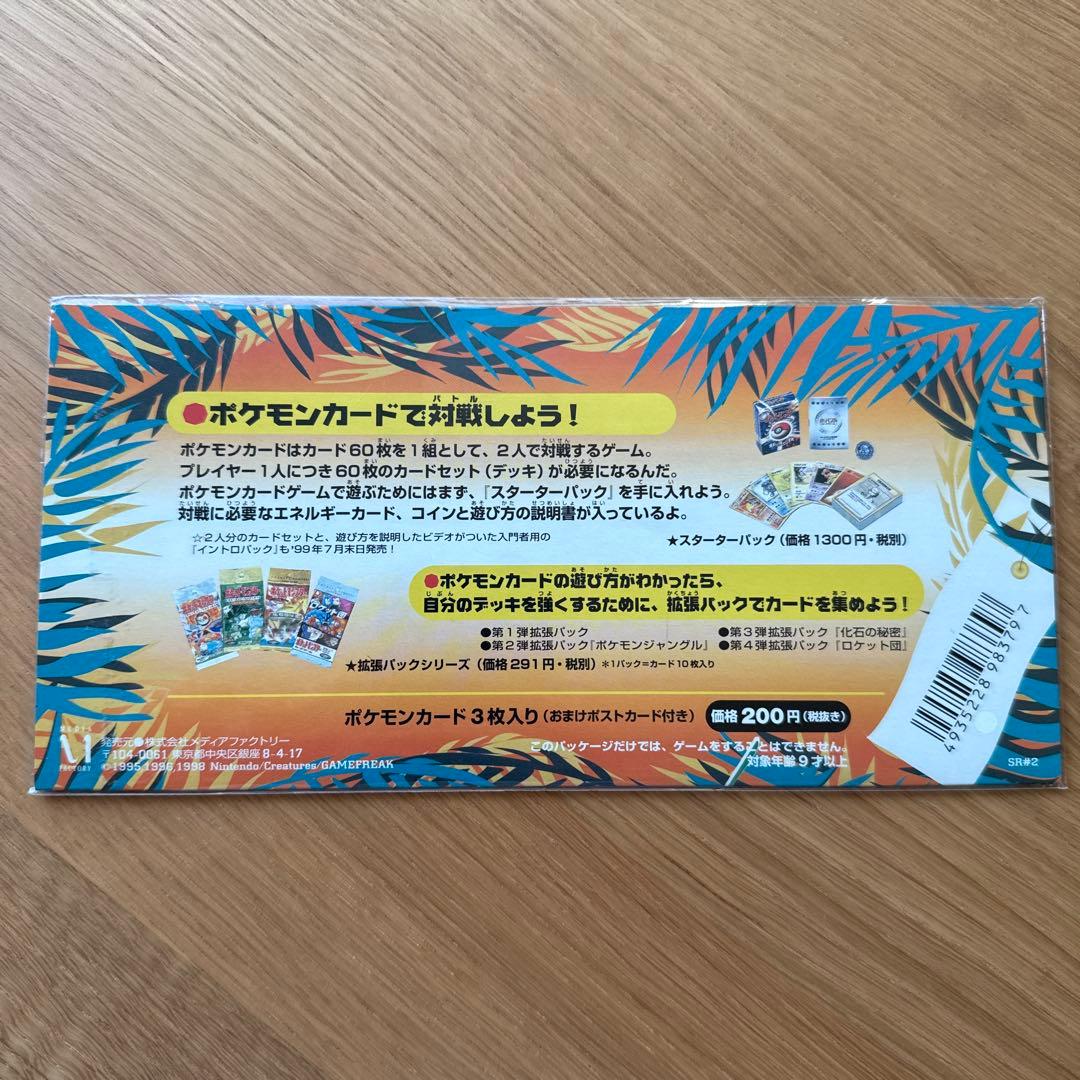 ●ポケモンカードで対戦しよう!
バトル
ポケモンカードはカード60枚を1組として、2人で対戦するゲーム。
プレイヤー1人につき60枚のカードセット(デッキ)が必要になるんだ。
ポケモンカードゲームで遊ぶためにはまず、『スターターパック』を手に入れよう。
対戦に必要なエネルギーカード、コインと遊び方の説明書が入っているよ。
☆2人分のカードセットと、遊び方を説明したビデオがついた入門者用の
『イントロパック』も'99年7月末日発売!
★スターターパック(価格1300円・税別)
●ポケモンカードの遊び方がわかったら、
自分のデッキを強くするために、拡張パックでカードを集めよう!
●第1弾拡張パック
●第3弾拡張パック『化石の秘密』
●第2弾拡張パック『ポケモンジャングル』
●第4弾拡張パック『ロケット団』
★拡張パックシリーズ(価格291円・税別)*1パック=カード10枚入り
ポケモンカード3枚入り(おまけポストカード付き)
価格200円(税抜き)
MEDIA
FACTORY
発売元●株式会社メディアファクトリー
〒104-0061 東京都中央区銀座8-4-17
©1995,1996,1998 Nintendo/Creatures/GAMEFREAK
このパッケージだけでは、ゲームをすることはできません。
対象年齢9才以上
4935228983797
SR#2